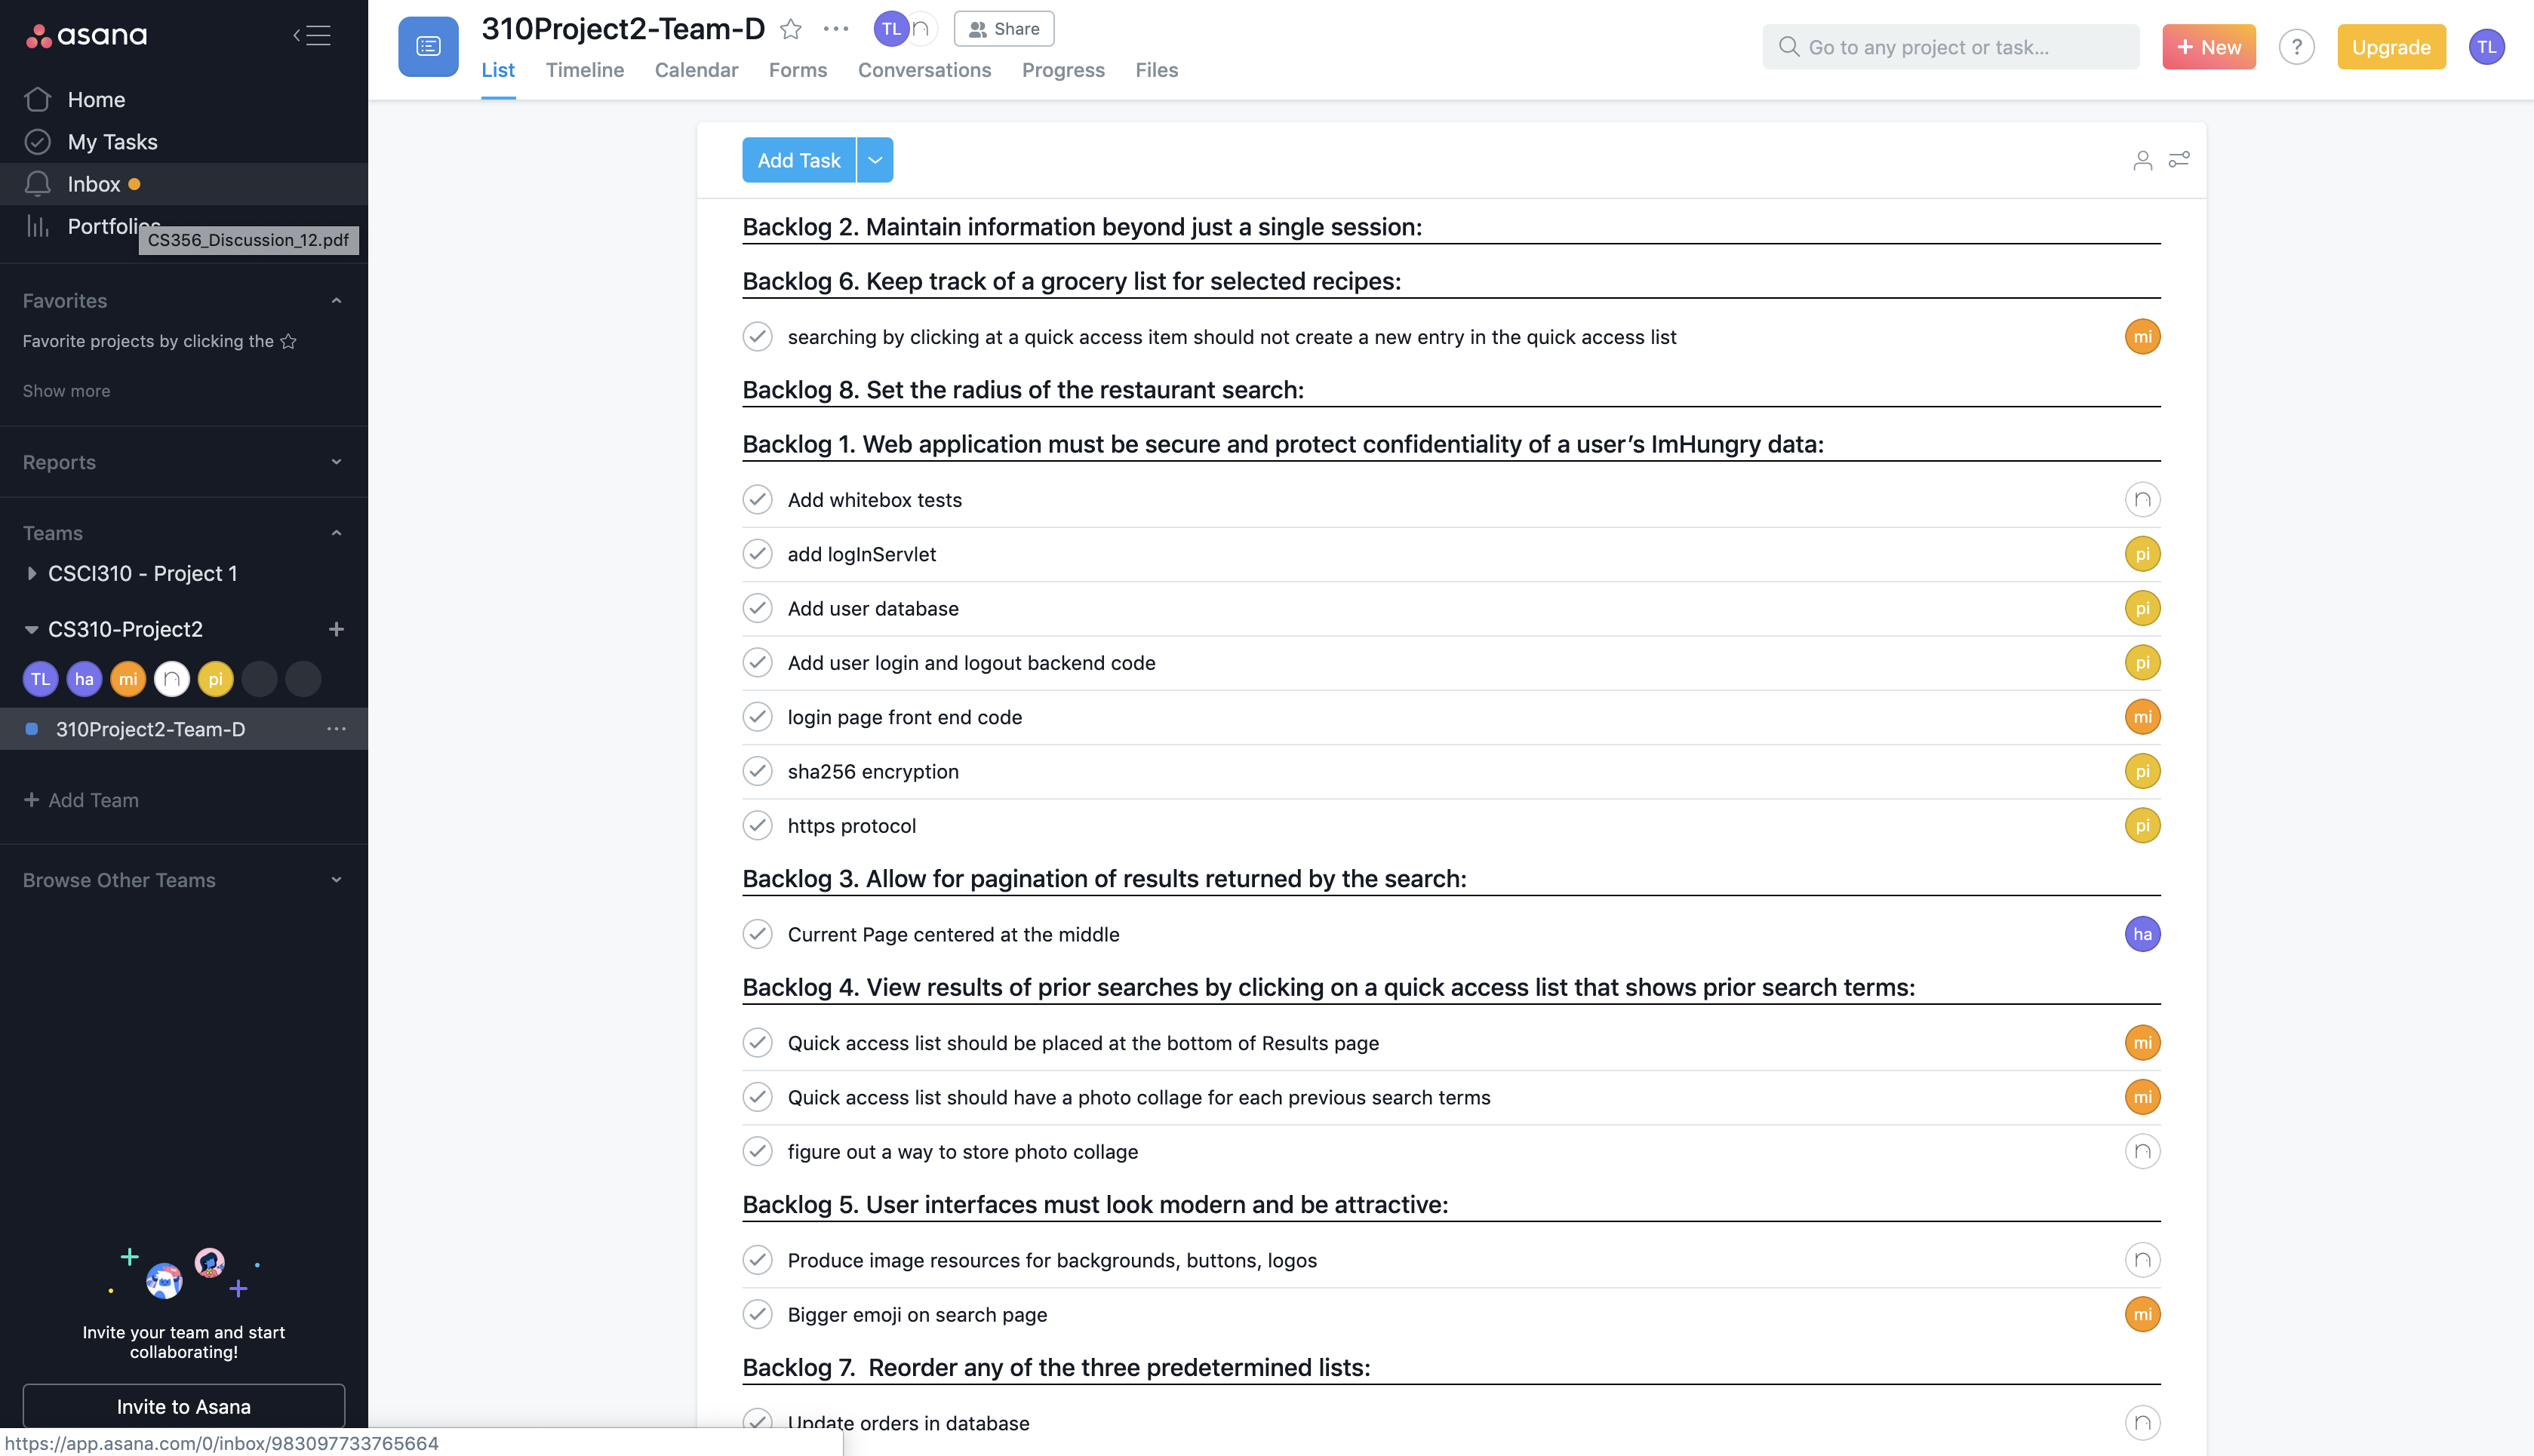 asana
Home
My Tasks
Inbox
Portfolios
CS356_Discussion_12.pdf
Favorites
Favorite projects by clicking the
Show more
Reports
Teams
CSCI310 - Project 1
CS310-Project2
TL ha mi n pi
310Project2-Team-D
+ Add Team
Browse Other Teams
Invite your team and start
collaborating!
Invite to Asana
https://app.asana.com/0/inbox/983097733765664
310Project2-Team-D
TL n Share
List Timeline Calendar Forms Conversations Progress Files
Go to any project or task...
+ New
?
Upgrade
TL
Add Task
Backlog 2. Maintain information beyond just a single session:
Backlog 6. Keep track of a grocery list for selected recipes:
searching by clicking at a quick access item should not create a new entry in the quick access list mi
Backlog 8. Set the radius of the restaurant search:
Backlog 1. Web application must be secure and protect confidentiality of a user’s ImHungry data:
Add whitebox tests n
add logInServlet pi
Add user database pi
Add user login and logout backend code pi
login page front end code mi
sha256 encryption pi
https protocol pi
Backlog 3. Allow for pagination of results returned by the search:
Current Page centered at the middle ha
Backlog 4. View results of prior searches by clicking on a quick access list that shows prior search terms:
Quick access list should be placed at the bottom of Results page mi
Quick access list should have a photo collage for each previous search terms mi
figure out a way to store photo collage n
Backlog 5. User interfaces must look modern and be attractive:
Produce image resources for backgrounds, buttons, logos n
Bigger emoji on search page mi
Backlog 7.  Reorder any of the three predetermined lists:
Update orders in database n